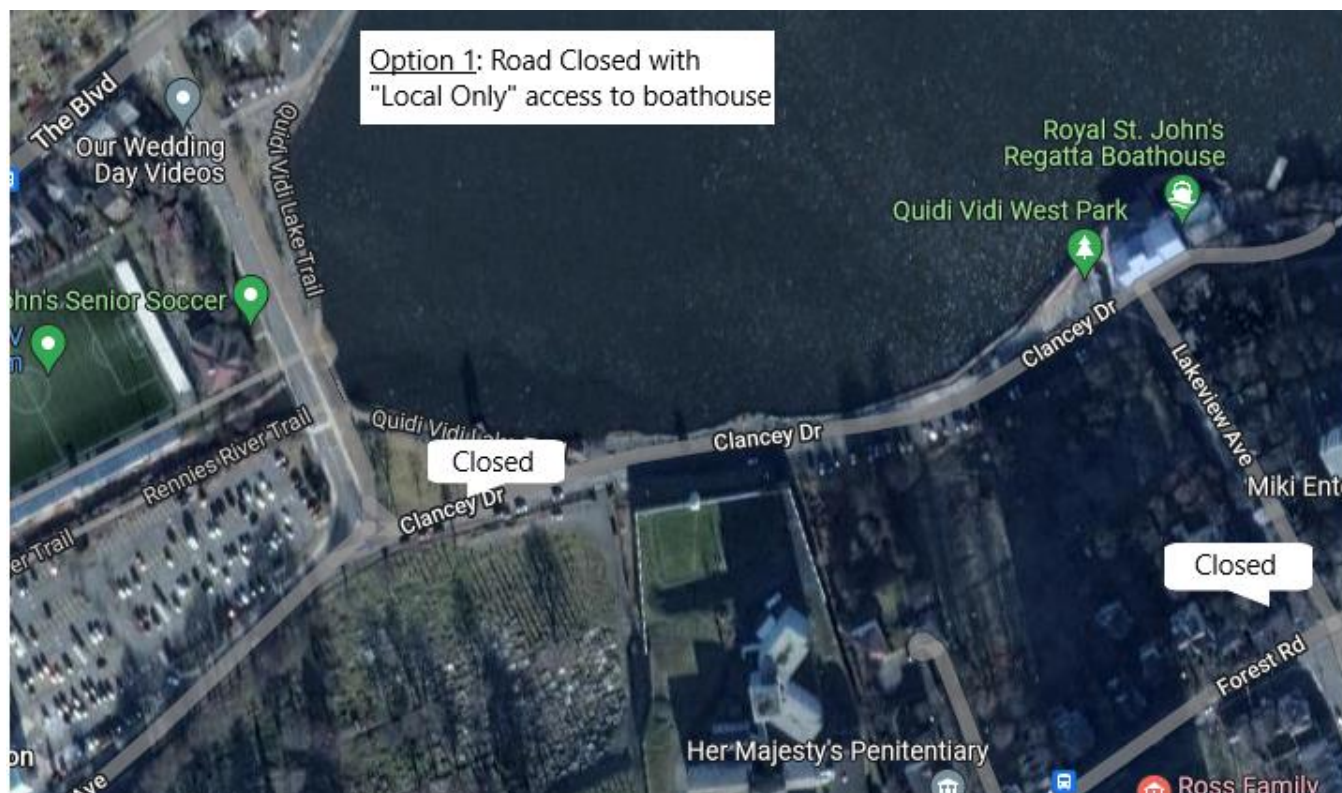 Option 1: Road Closed with
"Local Only" access to boathouse
The Blvd
Our Wedding
Day Videos
Quidi Vidi Lake Trail
Royal St. John's
Regatta Boathouse
Quidi Vidi West Park
ohn's Senior Soccer
Clancey Dr
Lakeview Ave
Rennies River Trail
Quidi Vidi
Clancey Dr
Closed
Clancey Dr
Miki Ent
er Trail
Closed
Forest Rd
Her Majesty's Penitentiary
on
Ave
Ross Family